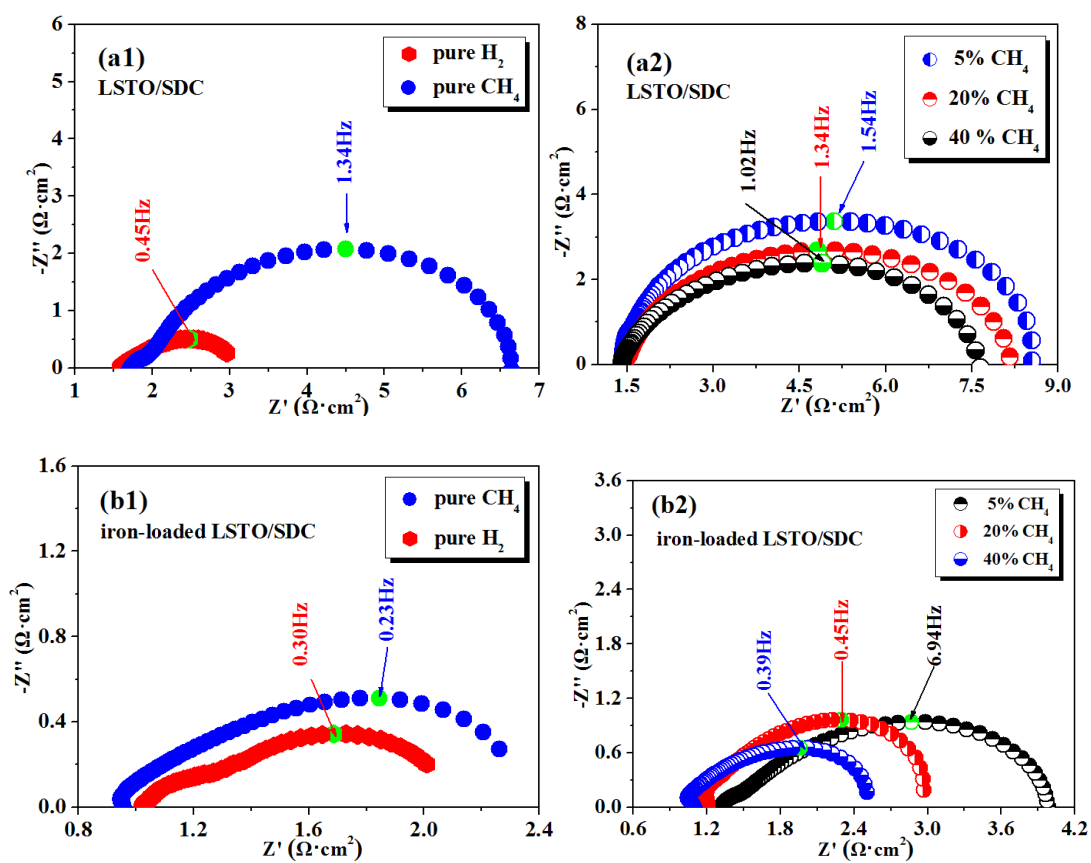 (a1)
LSTO/SDC
pure H2
pure CH4
0.45Hz
1.34Hz
6
5
4
3
2
1
0
-Z'' (Ω·cm²)
2
3
4
5
6
7
Z' (Ω·cm²)
(a2)
LSTO/SDC
5% CH4
20% CH4
40 % CH4
1.02Hz
1.34Hz
1.54Hz
8
6
4
2
0
-Z'' (Ω·cm²)
1.5
3.0
4.5
6.0
7.5
9.0
Z' (Ω·cm²)
(b1)
iron-loaded LSTO/SDC
pure CH4
pure H2
0.30Hz
0.23Hz
1.6
1.2
0.8
0.4
0.0
-Z'' (Ω·cm²)
0.8
1.2
1.6
2.0
2.4
Z' (Ω·cm²)
(b2)
iron-loaded LSTO/SDC
5% CH4
20% CH4
40% CH4
0.39Hz
0.45Hz
6.94Hz
3.6
3.0
2.4
1.8
1.2
0.6
0.0
-Z'' (Ω·cm²)
0.6
1.2
1.8
2.4
3.0
3.6
4.2
Z' (Ω·cm²)